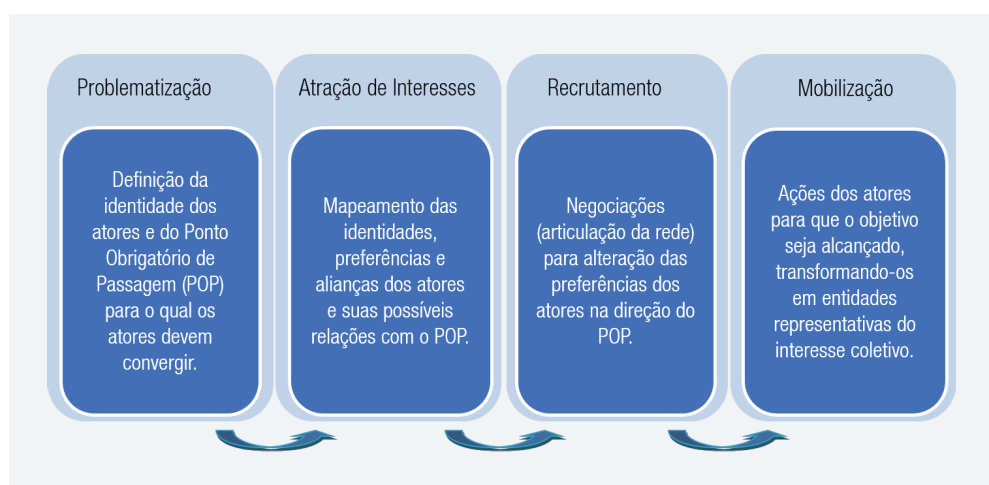 Problematização
Definição da
identidade dos
atores e do Ponto
Obrigatório de
Passagem (POP)
para o qual os
atores devem
convergir.
Atração de Interesses
Mapeamento das
identidades,
preferências e
alianças dos atores
e suas possíveis
relações com o POP.
Recrutamento
Negociações
(articulação da rede)
para alteração das
preferências dos
atores na direção do
POP.
Mobilização
Ações dos atores
para que o objetivo
seja alcançado,
transformando-os
em entidades
representativas do
interesse coletivo.